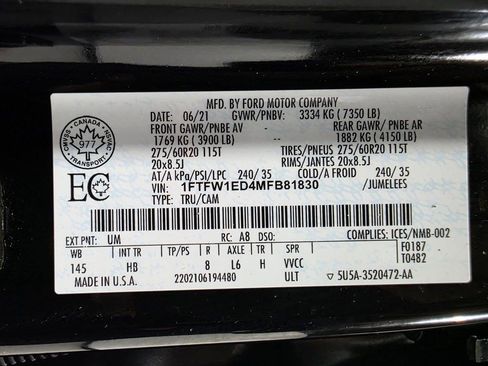 MFD. BY FORD MOTOR COMPANY
06/21 GVWR/PNBV: 3334 KG ( 7350 LB)
FRONT GAWR/PNBE AV REAR GAWR/PNBE AR
1769 KG ( 3900 LB) 1882 KG ( 4150 LB)
275/60R20 115T TIRES/PNEUS 275/60R20 115T
20x8.5J RIMS/JANTES 20x8.5J
AT/A kPa/PSI/LPC 240/ 35 COLD/A FROID 240/ 35
VIN: 1FTFW1ED4MFB81830 /JUMELEES
TYPE: TRU/CAM
CANADA
977
TRANSPORT
EC
EXT PNT: UM RC: A8 DSO: COMPLIES: ICES/NMB-002
WB INT TR TP/PS R AXLE TR SPR F0187
145 HB 8 L6 H VVCC T0482
MADE IN U.S.A. 2202106194480 ULT ▽ 5U5A-3520472-AA